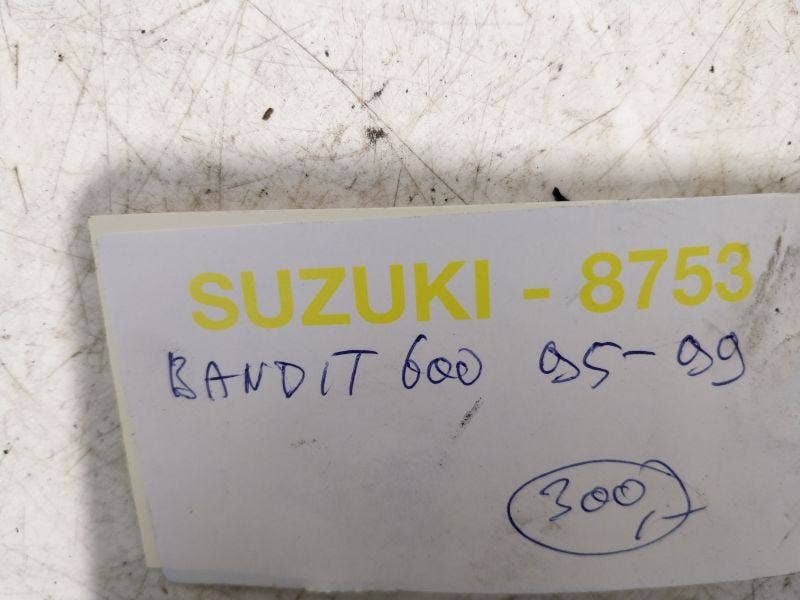 SUZUKI - 8753
BANDIT 600 95-99
300,-